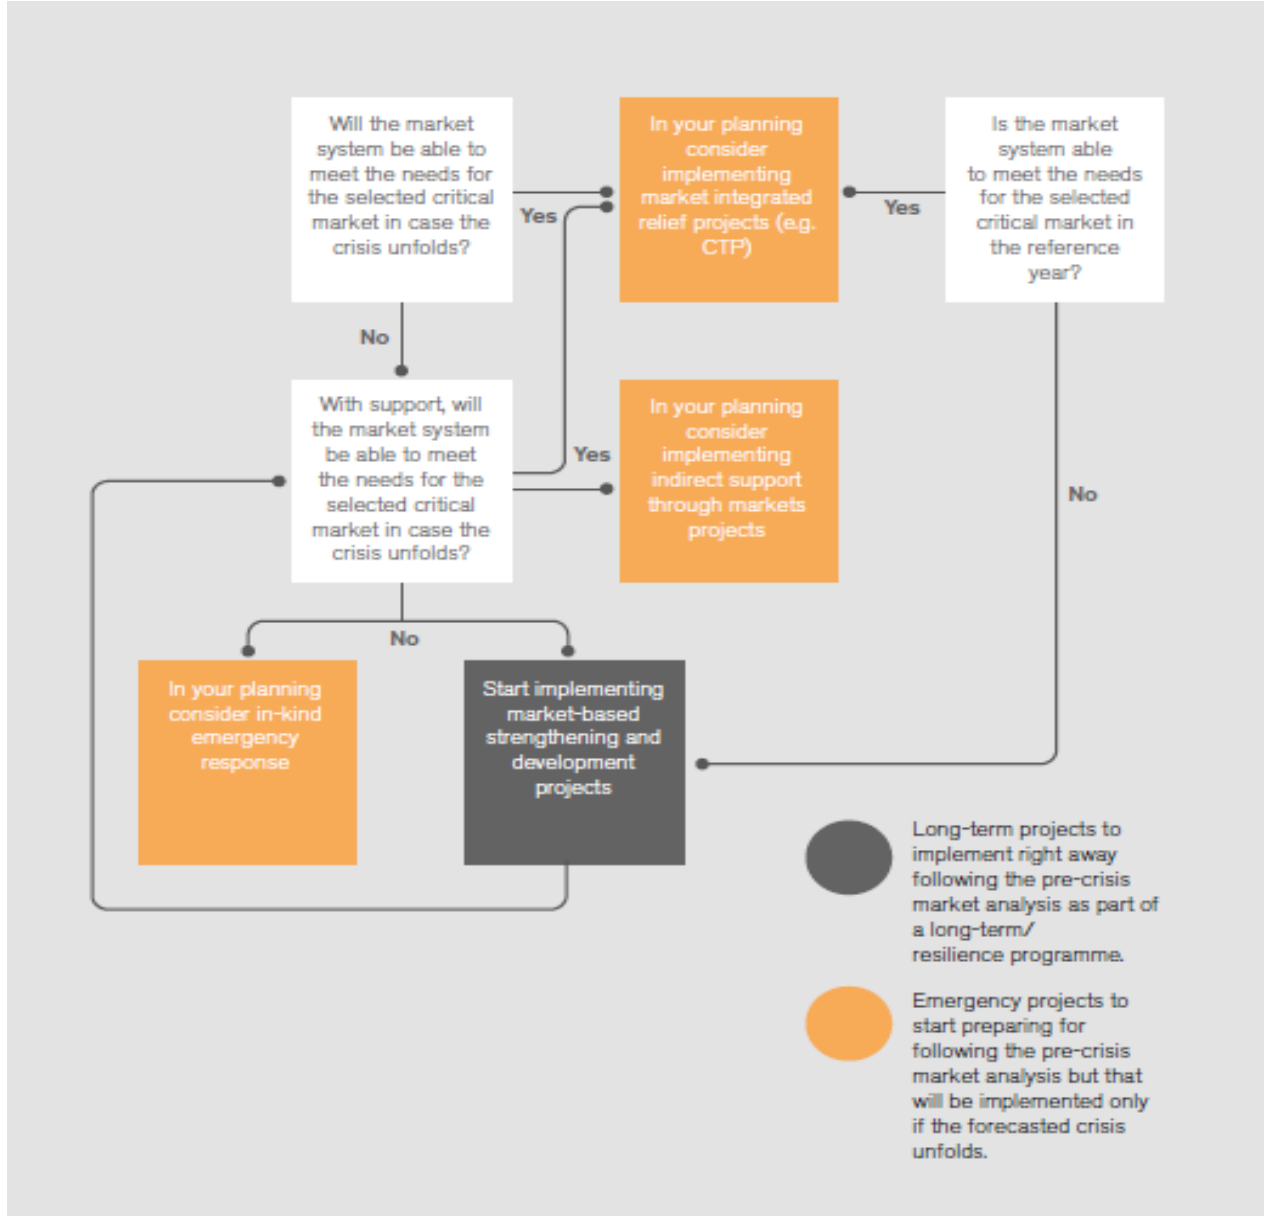 Will the market
system be able to
meet the needs for
the selected critical
market in case the
crisis unfolds?
Yes
In your planning
consider
implementing
market integrated
relief projects (e.g.
CTP)
Yes
Is the market
system able
to meet the needs
for the selected
critical market in
the reference
year?
No
With support, will
the market system
be able to meet
the needs for the
selected critical
market in case the
crisis unfolds?
Yes
In your planning
consider
implementing
indirect support
through markets
projects
No
No
In your planning
consider in-kind
emergency
response
Start implementing
market-based
strengthening and
development
projects
Long-term projects to
implement right away
following the pre-crisis
market analysis as part of
a long-term/
resilience programme.
Emergency projects to
start preparing for
following the pre-crisis
market analysis but that
will be implemented only
if the forecasted crisis
unfolds.